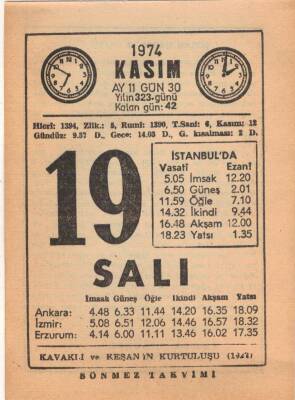 1974
KASIM
AY 11 GÜN 30
Yılın 323. günü
Kalan gün: 42
Hicri: 1394, Zilk.: 5, Rumi: 1390, T.Sani: 6, Kasım: 12
Gündüz: 9.57 D., Gece: 14.03 D., G. kısalması: 2 D.
19
İSTANBUL'DA
Vasati Ezani
5.05 İmsak 12.20
6.50 Güneş 2.01
11.59 Öğle 7.10
14.32 İkindi 9.44
16.48 Akşam 12.00
18.23 Yatsı 1.35
SALI
İmsak Güneş Öğle İkindi Akşam Yatsı
Ankara: 4.48 6.33 11.44 14.20 16.35 18.09
İzmir: 5.08 6.51 12.06 14.46 16.57 18.32
Erzurum: 4.14 6.00 11.11 13.46 16.02 17.35
KAVAKLI ve KEŞAN'IN KURTULUŞU
SÖNMEZ TAKVİMİ